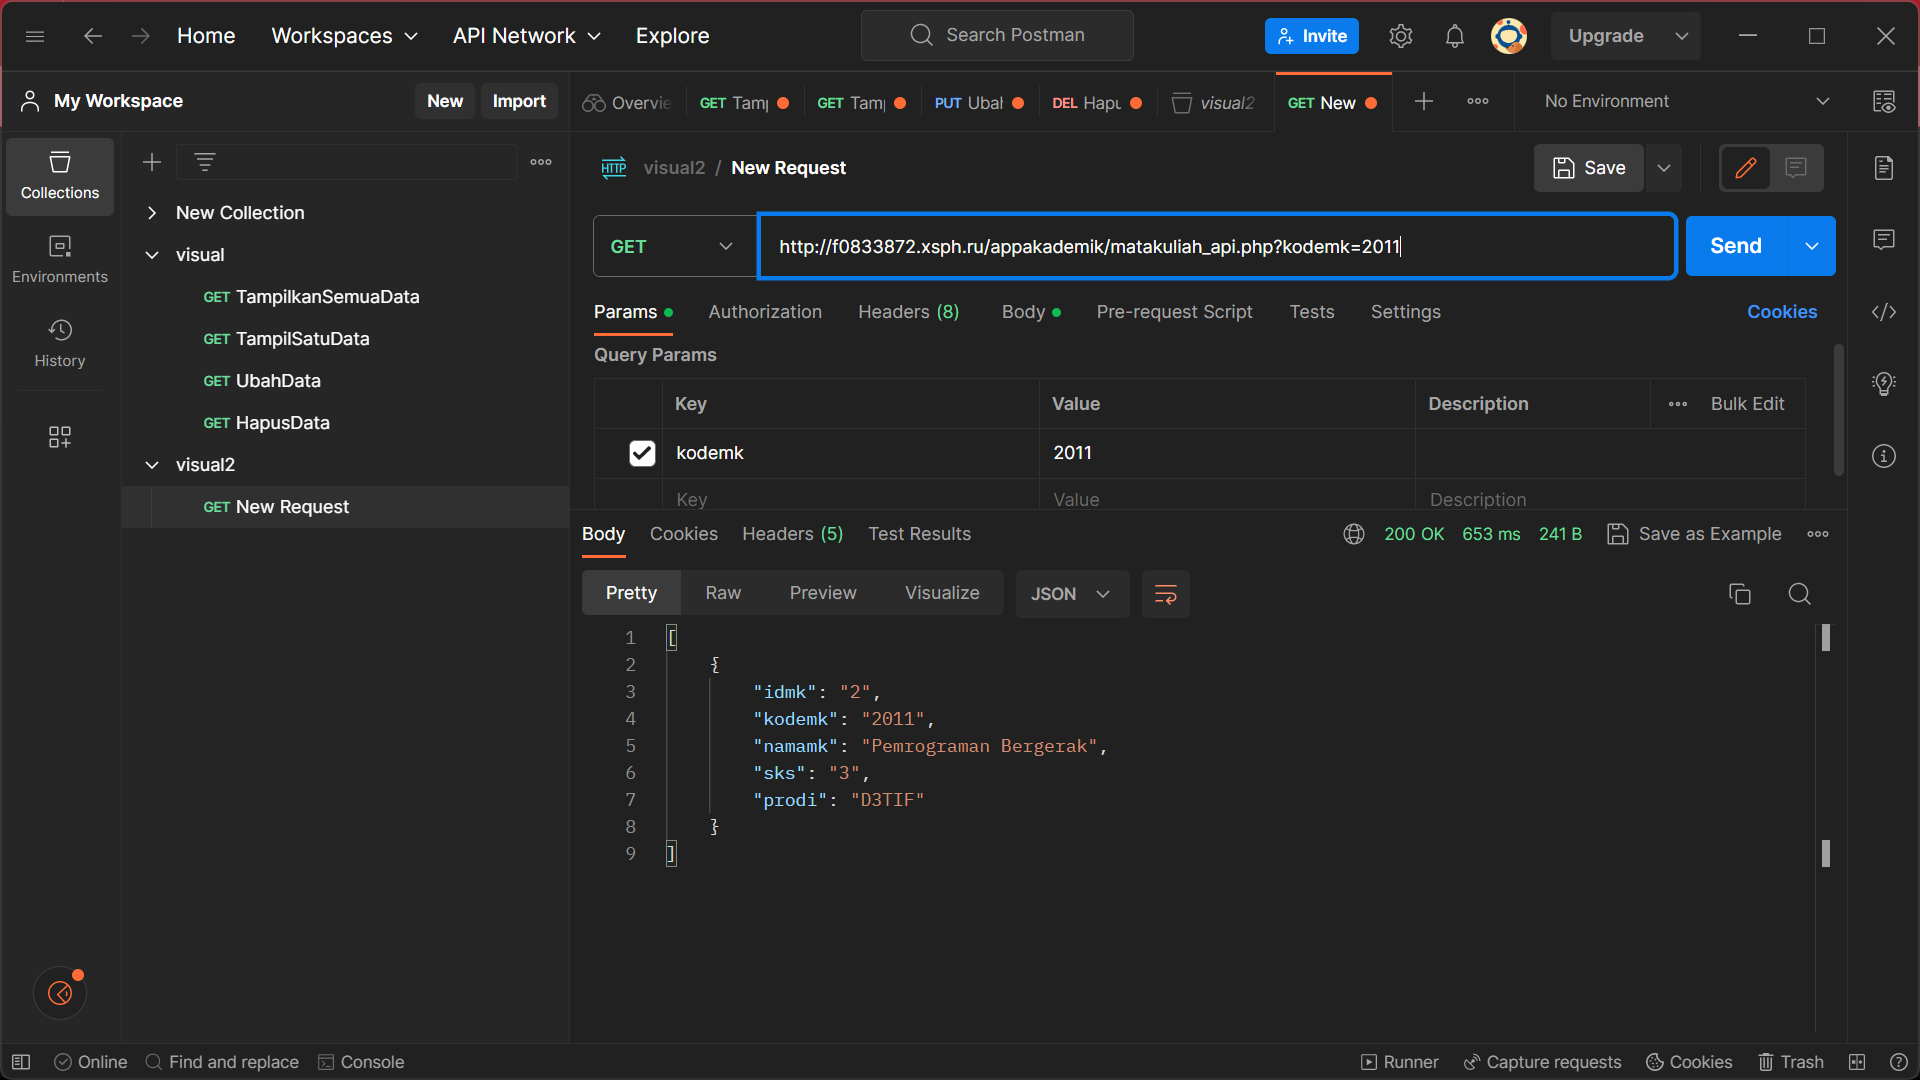 Home Workspaces API Network Explore Search Postman Invite Upgrade
My Workspace New Import Overvie GET Tamp GET Tamp PUT Ubal DEL Hapu visual2 GET New No Environment
Collections
Environments
History
New Collection
visual
GET TampilkanSemuaData
GET TampilSatuData
GET UbahData
GET HapusData
visual2
GET New Request
HTTP visual2 / New Request Save
GET http://f0833872.xsph.ru/appakademik/matakuliah_api.php?kodemk=2011 Send
Params Authorization Headers (8) Body Pre-request Script Tests Settings Cookies
Query Params
Key Value Description Bulk Edit
kodemk 2011
Key Value Description
Body Cookies Headers (5) Test Results 200 OK 653 ms 241 B Save as Example
Pretty Raw Preview Visualize JSON
1 [
2 {
3 "idmk": "2",
4 "kodemk": "2011",
5 "namamk": "Pemrograman Bergerak",
6 "sks": "3",
7 "prodi": "D3TIF"
8 }
9 ]
Online Find and replace Console Runner Capture requests Cookies Trash